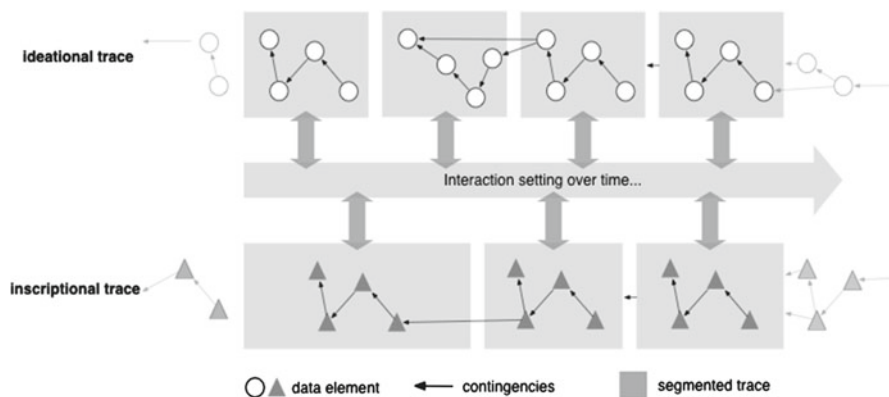 ideational trace
Interaction setting over time...
inscriptional trace
data element
contingencies
segmented trace